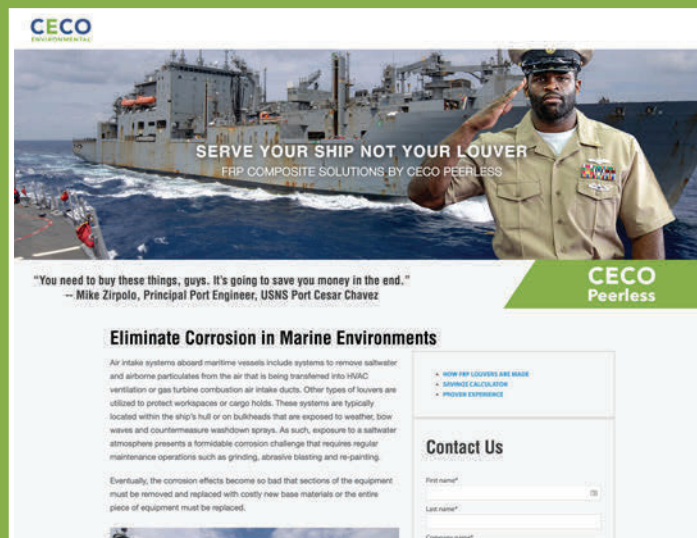 CECO
ENVIRONMENTAL
SERVE YOUR SHIP NOT YOUR LOUVER
FRP COMPOSITE SOLUTIONS BY CECO PEERLESS
“You need to buy these things, guys. It’s going to save you money in the end.”
-- Mike Zirpolo, Principal Port Engineer, USNS Port Cesar Chavez
CECO
Peerless
Eliminate Corrosion in Marine Environments
Air intake systems aboard maritime vessels include systems to remove saltwater
and airborne particulates from the air that is being transferred into HVAC
ventilation or gas turbine combustion air intake ducts. Other types of louvers are
utilized to protect workspaces or cargo holds. These systems are typically
located within the ship's hull or on bulkheads that are exposed to weather, bow
waves and countermeasure washdown sprays. As such, exposure to a saltwater
atmosphere presents a formidable corrosion challenge that requires regular
maintenance operations such as grinding, abrasive blasting and re-painting.
Eventually, the corrosion effects become so bad that sections of the equipment
must be removed and replaced with costly new base materials or the entire
piece of equipment must be replaced.
HOW FRP LOUVERS ARE MADE
SAVINGS CALCULATOR
PROVEN EXPERIENCE
Contact Us
First name*
Last name*
Company name*